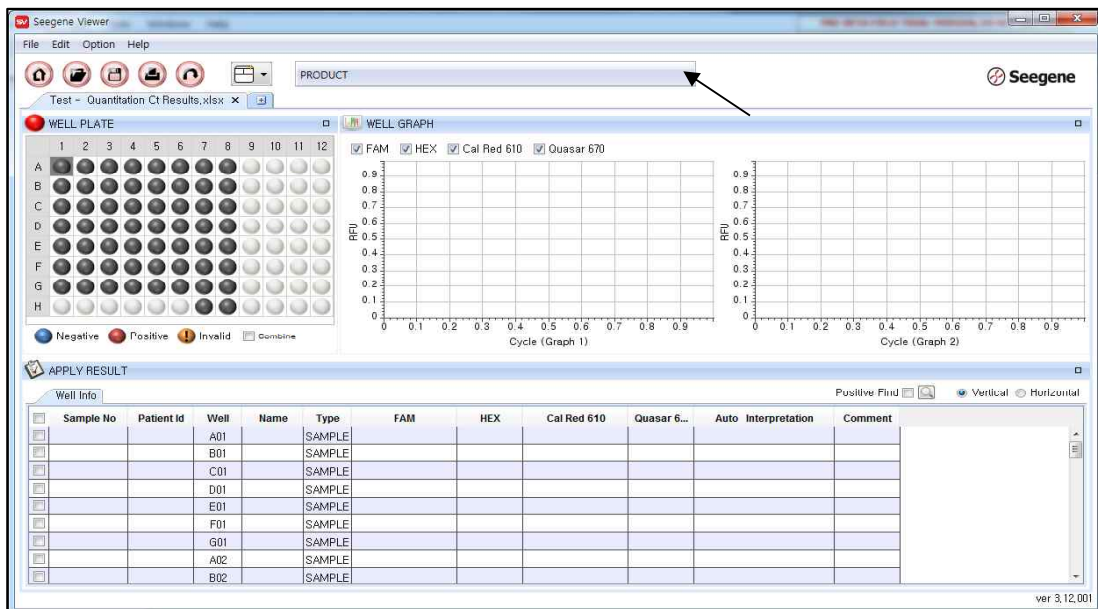 Seegene Viewer
File Edit Option Help
PRODUCT
Seegene
Test - Quantitation Ct Results.xlsx
WELL PLATE
1 2 3 4 5 6 7 8 9 10 11 12
A
B
C
D
E
F
G
H
Negative Positive Invalid Combine
WELL GRAPH
FAM HEX Cal Red 610 Quasar 670
0.9
0.8
0.7
0.6
0.5
0.4
0.3
0.2
0.1
0
RFU
0 0.1 0.2 0.3 0.4 0.5 0.6 0.7 0.8 0.9
Cycle (Graph 1)
0.9
0.8
0.7
0.6
0.5
0.4
0.3
0.2
0.1
0
RFU
0 0.1 0.2 0.3 0.4 0.5 0.6 0.7 0.8 0.9
Cycle (Graph 2)
APPLY RESULT
Well Info
Positive Find Vertical Horizontal
Sample No Patient Id Well Name Type FAM HEX Cal Red 610 Quasar 6... Auto Interpretation Comment
A01 SAMPLE
B01 SAMPLE
C01 SAMPLE
D01 SAMPLE
E01 SAMPLE
F01 SAMPLE
G01 SAMPLE
A02 SAMPLE
B02 SAMPLE
ver 3.12.001